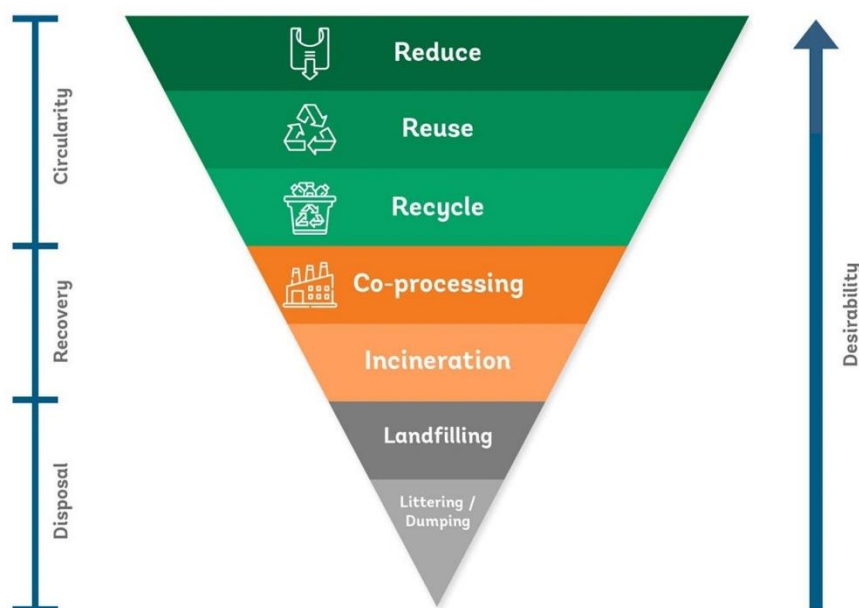 Circularity
Recovery
Disposal
Reduce
Reuse
Recycle
Co-processing
Incineration
Landfilling
Littering /
Dumping
Desirability